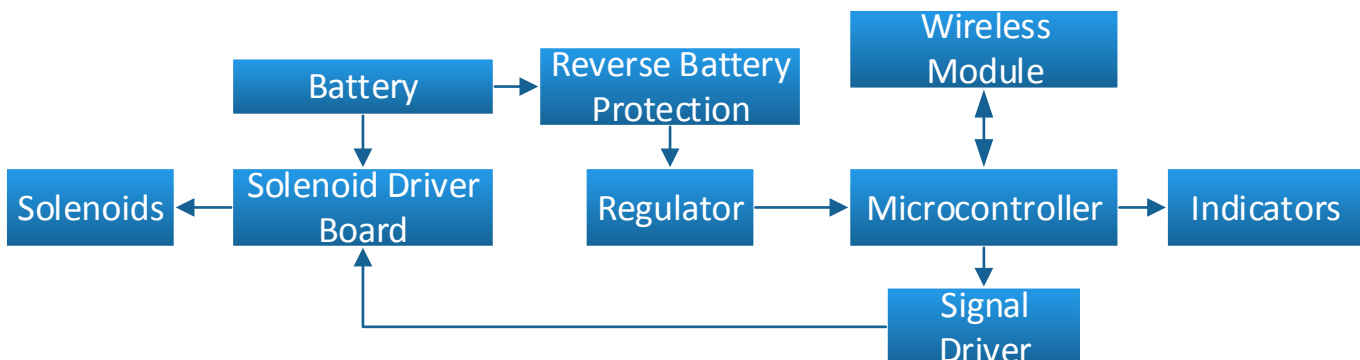 Wireless
Module
Battery
Reverse Battery
Protection
Solenoids
Solenoid Driver
Board
Regulator
Microcontroller
Indicators
Signal
Driver